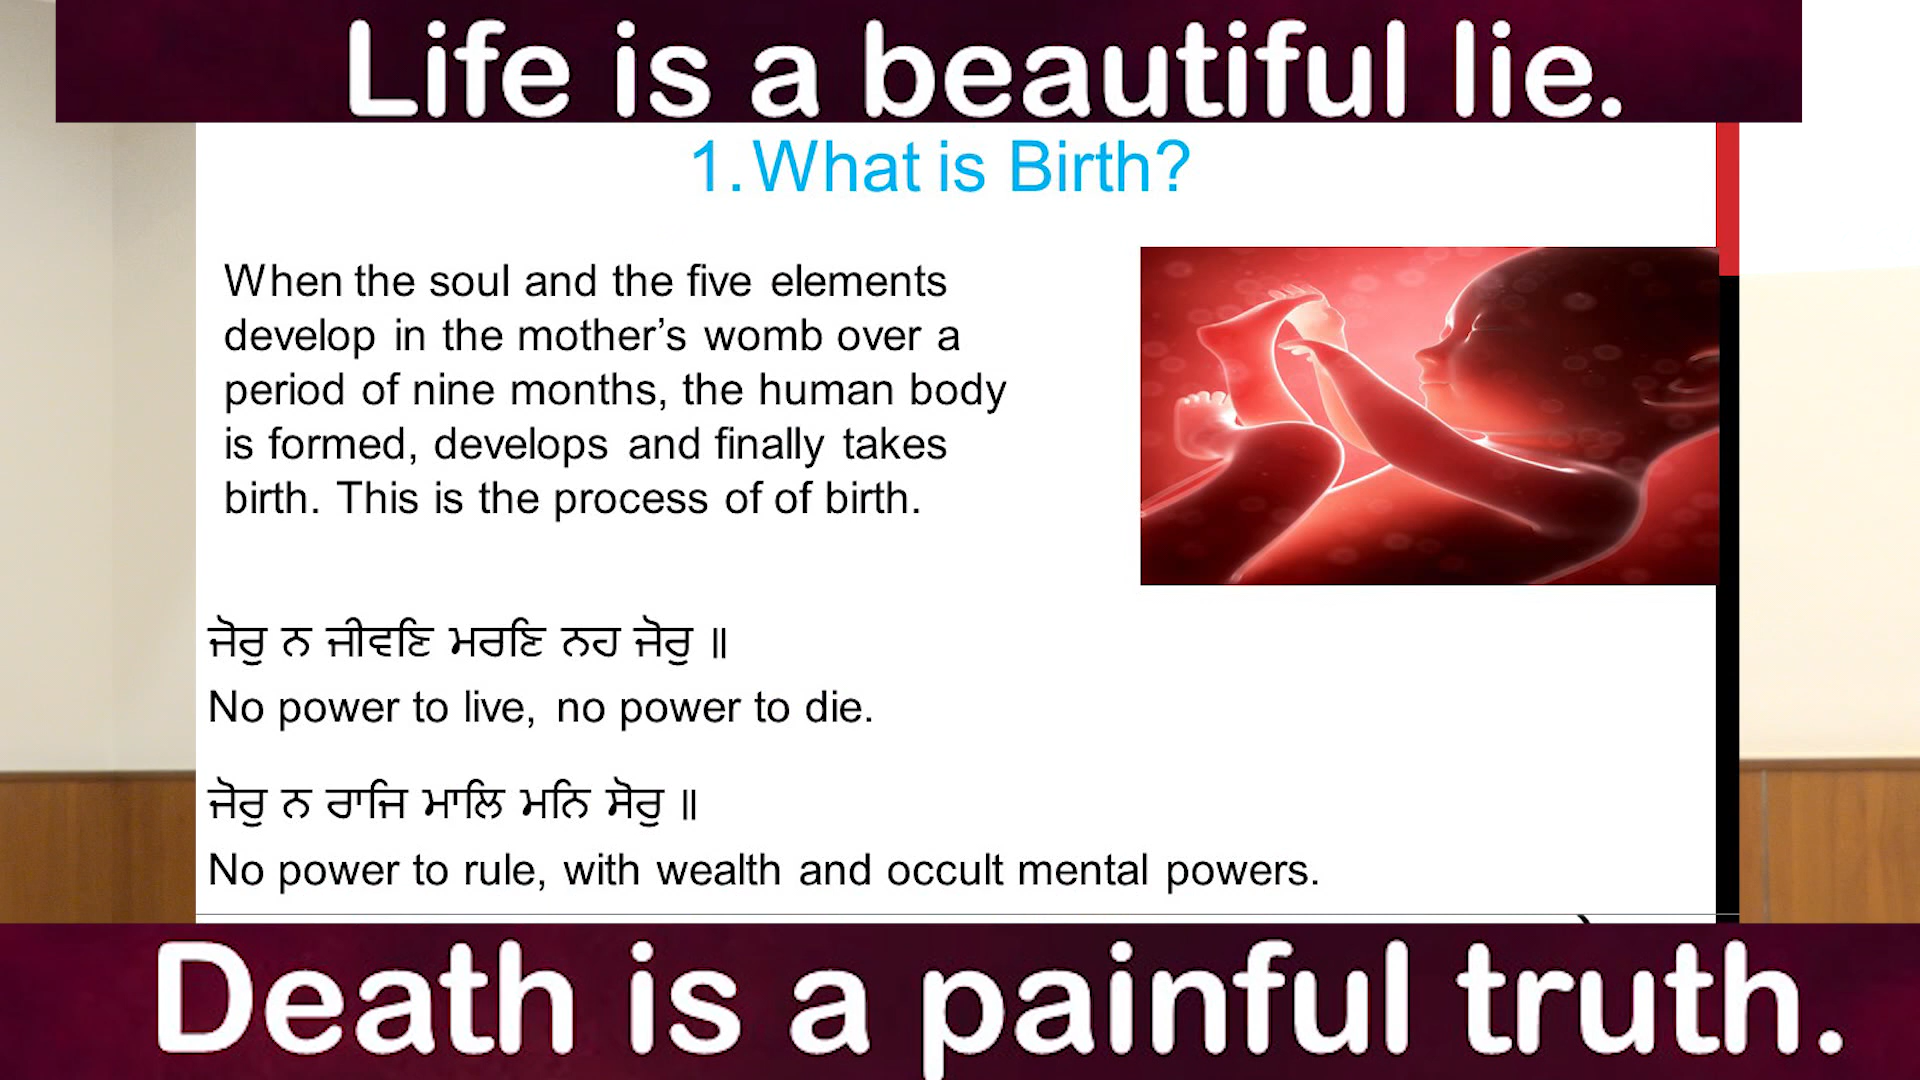 Life is a beautiful lie.
1.What is Birth?
When the soul and the five elements
develop in the mother’s womb over a
period of nine months, the human body
is formed, develops and finally takes
birth. This is the process of of birth.
ਜੋਰੁ ਨ ਜੀਵਣਿ ਮਰਣਿ ਨਹ ਜੋਰੁ ॥
No power to live, no power to die.
ਜੋਰੁ ਨ ਰਾਜਿ ਮਾਲਿ ਮਨਿ ਸੋਰੁ ॥
No power to rule, with wealth and occult mental powers.
Death is a painful truth.